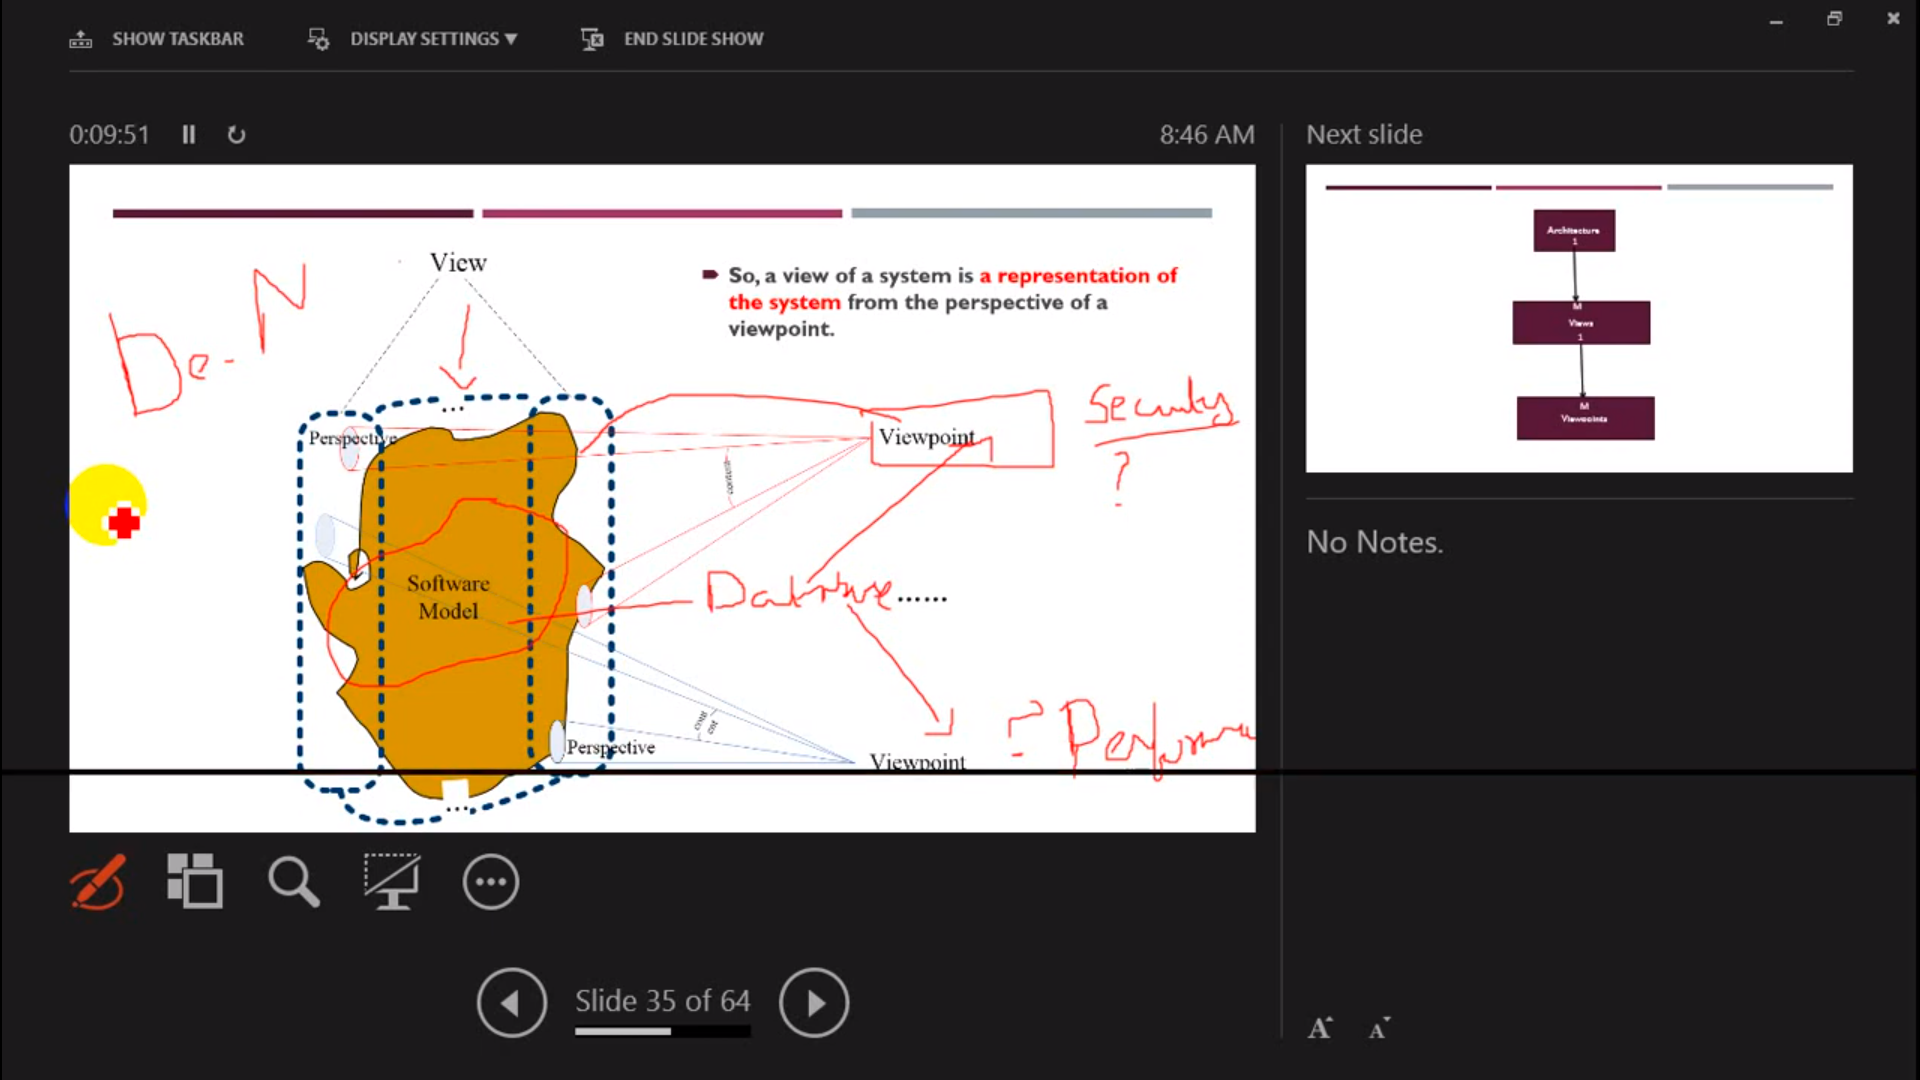 SHOW TASKBAR
DISPLAY SETTINGS ▼
END SLIDE SHOW
0:09:51
8:46 AM
Next slide
View
So, a view of a system is a representation of
the system from the perspective of a
viewpoint.
De-N
...
Perspective
Viewpoint
Security
?
context
Software
Model
......
? Performa
Perspective
Viewpoint
...
Architecture
1
M
Views
1
M
Viewpoints
No Notes.
Slide 35 of 64
A
A